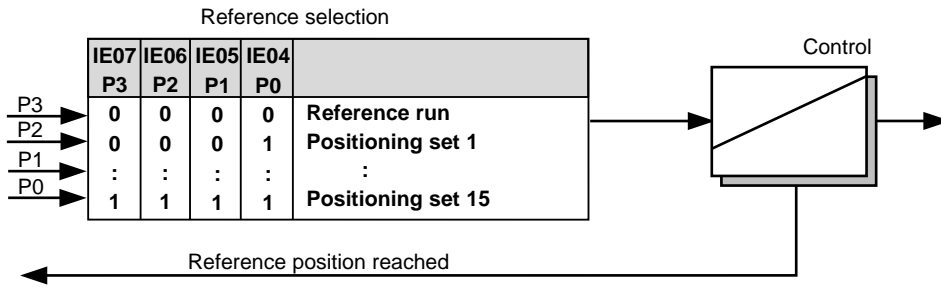 Reference selection
Control
IE07 IE06 IE05 IE04
P3 P2 P1 P0
P3
0 0 0 0 Reference run
P2
0 0 0 1 Positioning set 1
P1
: : : : :
P0
1 1 1 1 Positioning set 15
Reference position reached